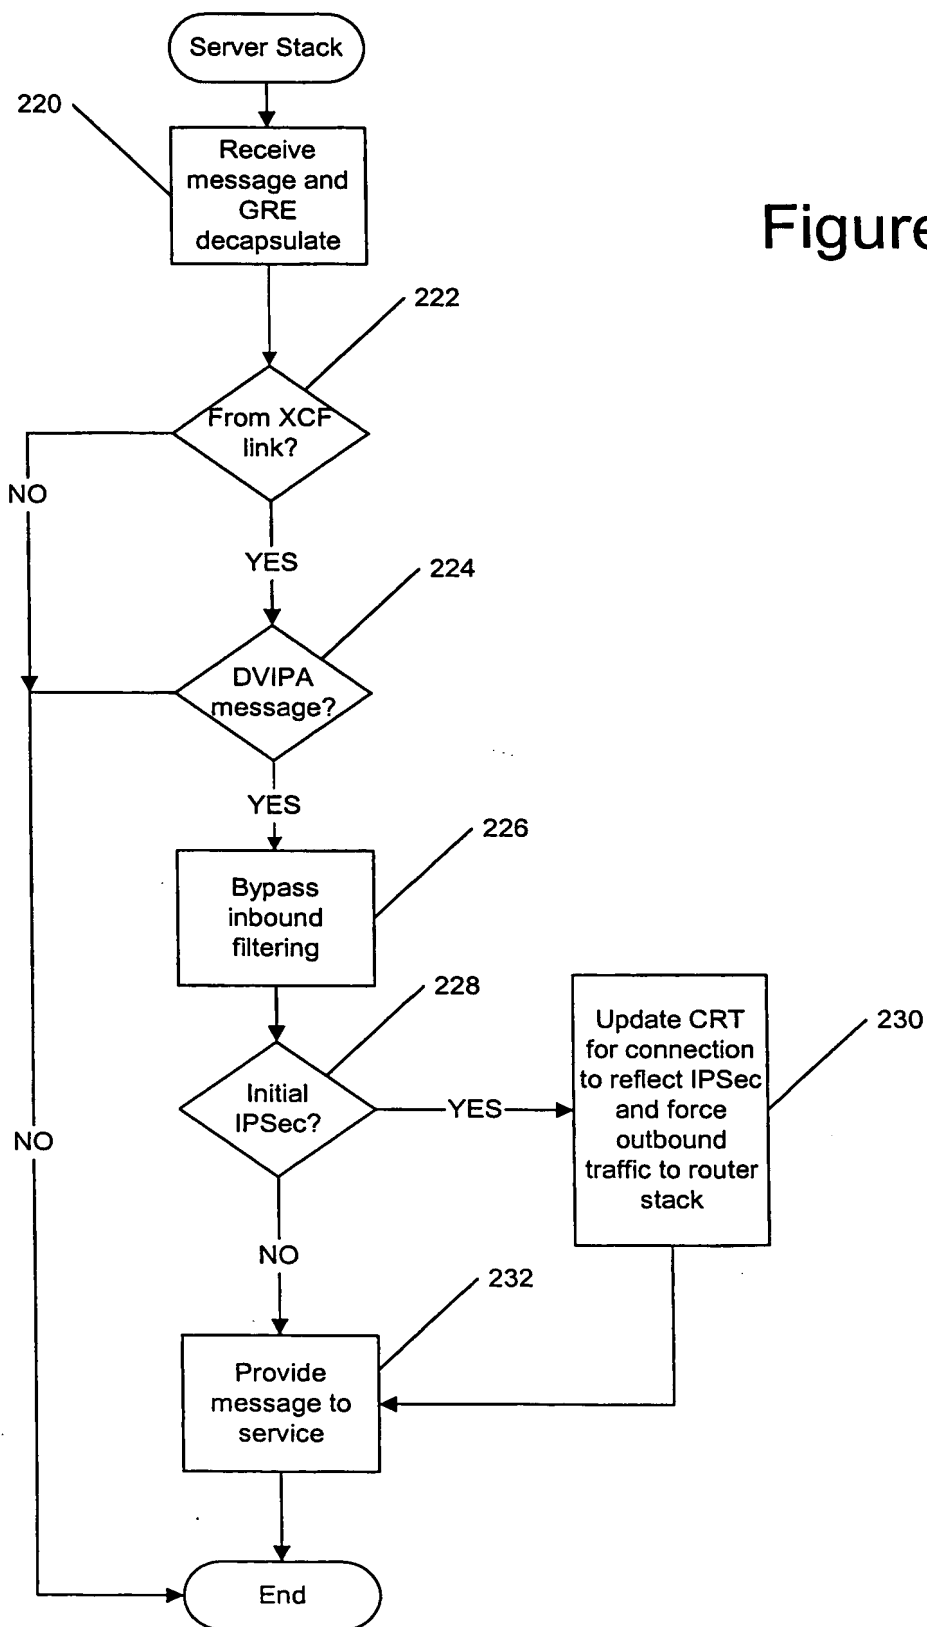 Server Stack
220
Receive
message and
GRE
decapsulate
Figure
222
From XCF
link?
NO
YES
224
DVIPA
message?
YES
226
Bypass
inbound
filtering
228
Initial
IPSec?
YES
Update CRT
for connection
to reflect IPSec
and force
outbound
traffic to router
stack
230
NO
NO
232
Provide
message to
service
End